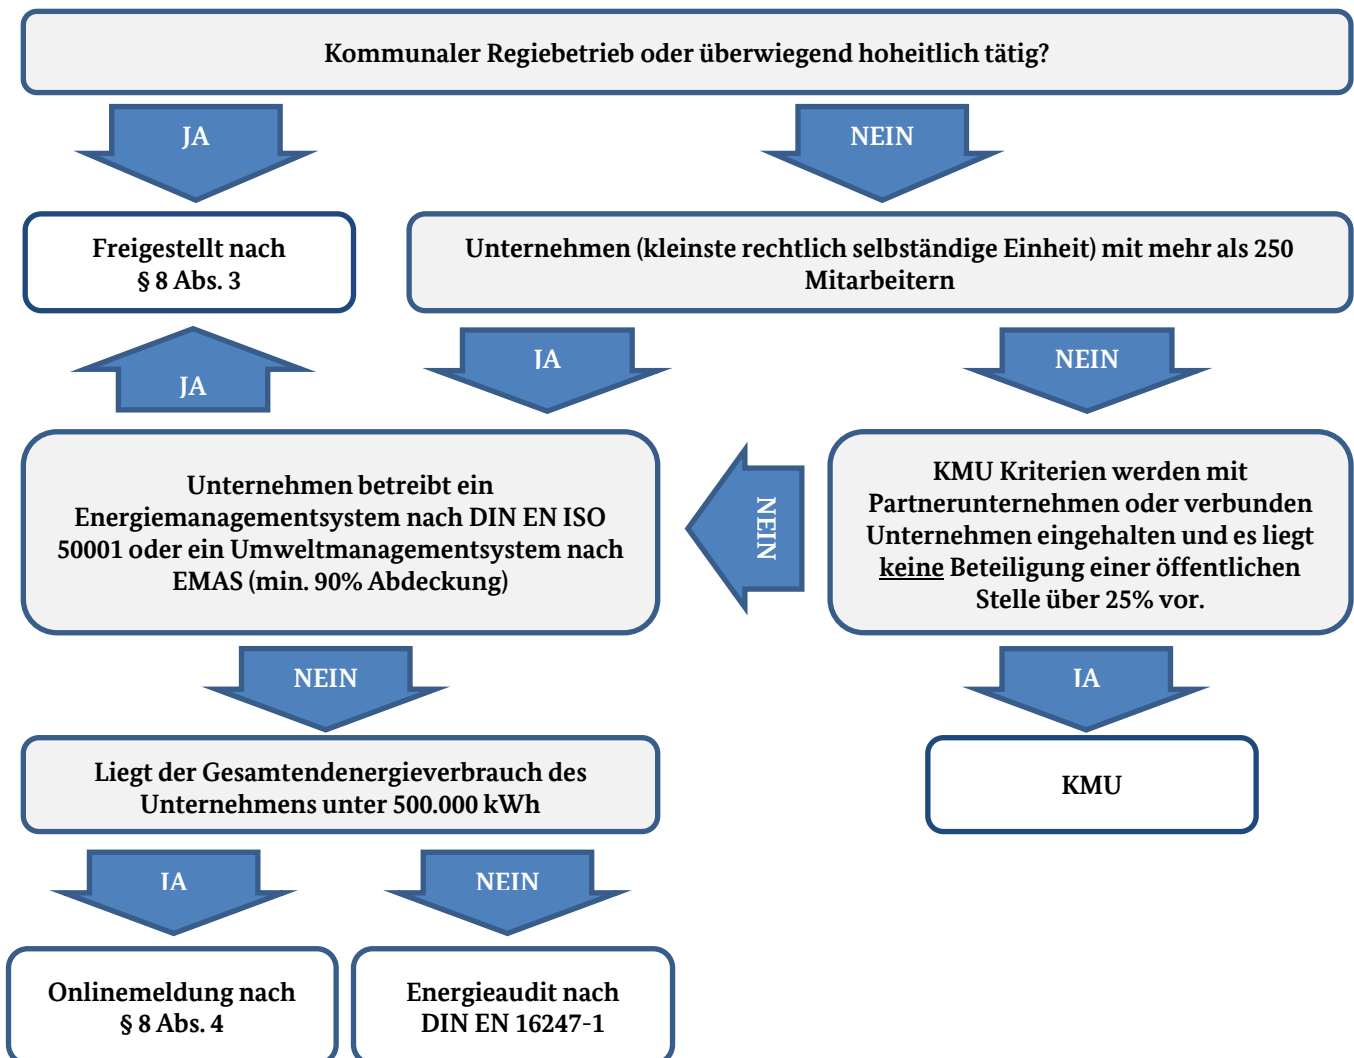 Kommunaler Regiebetrieb oder überwiegend hoheitlich tätig?
JA
NEIN
Freigestellt nach
§ 8 Abs. 3
Unternehmen (kleinste rechtlich selbständige Einheit) mit mehr als 250
Mitarbeitern
JA
JA
NEIN
Unternehmen betreibt ein
Energiemanagementsystem nach DIN EN ISO
50001 oder ein Umweltmanagementsystem nach
EMAS (min. 90% Abdeckung)
NEIN
KMU Kriterien werden mit
Partnerunternehmen oder verbunden
Unternehmen eingehalten und es liegt
keine Beteiligung einer öffentlichen
Stelle über 25% vor.
NEIN
JA
Liegt der Gesamtendenergieverbrauch des
Unternehmens unter 500.000 kWh
KMU
JA
NEIN
Onlinemeldung nach
§ 8 Abs. 4
Energieaudit nach
DIN EN 16247-1